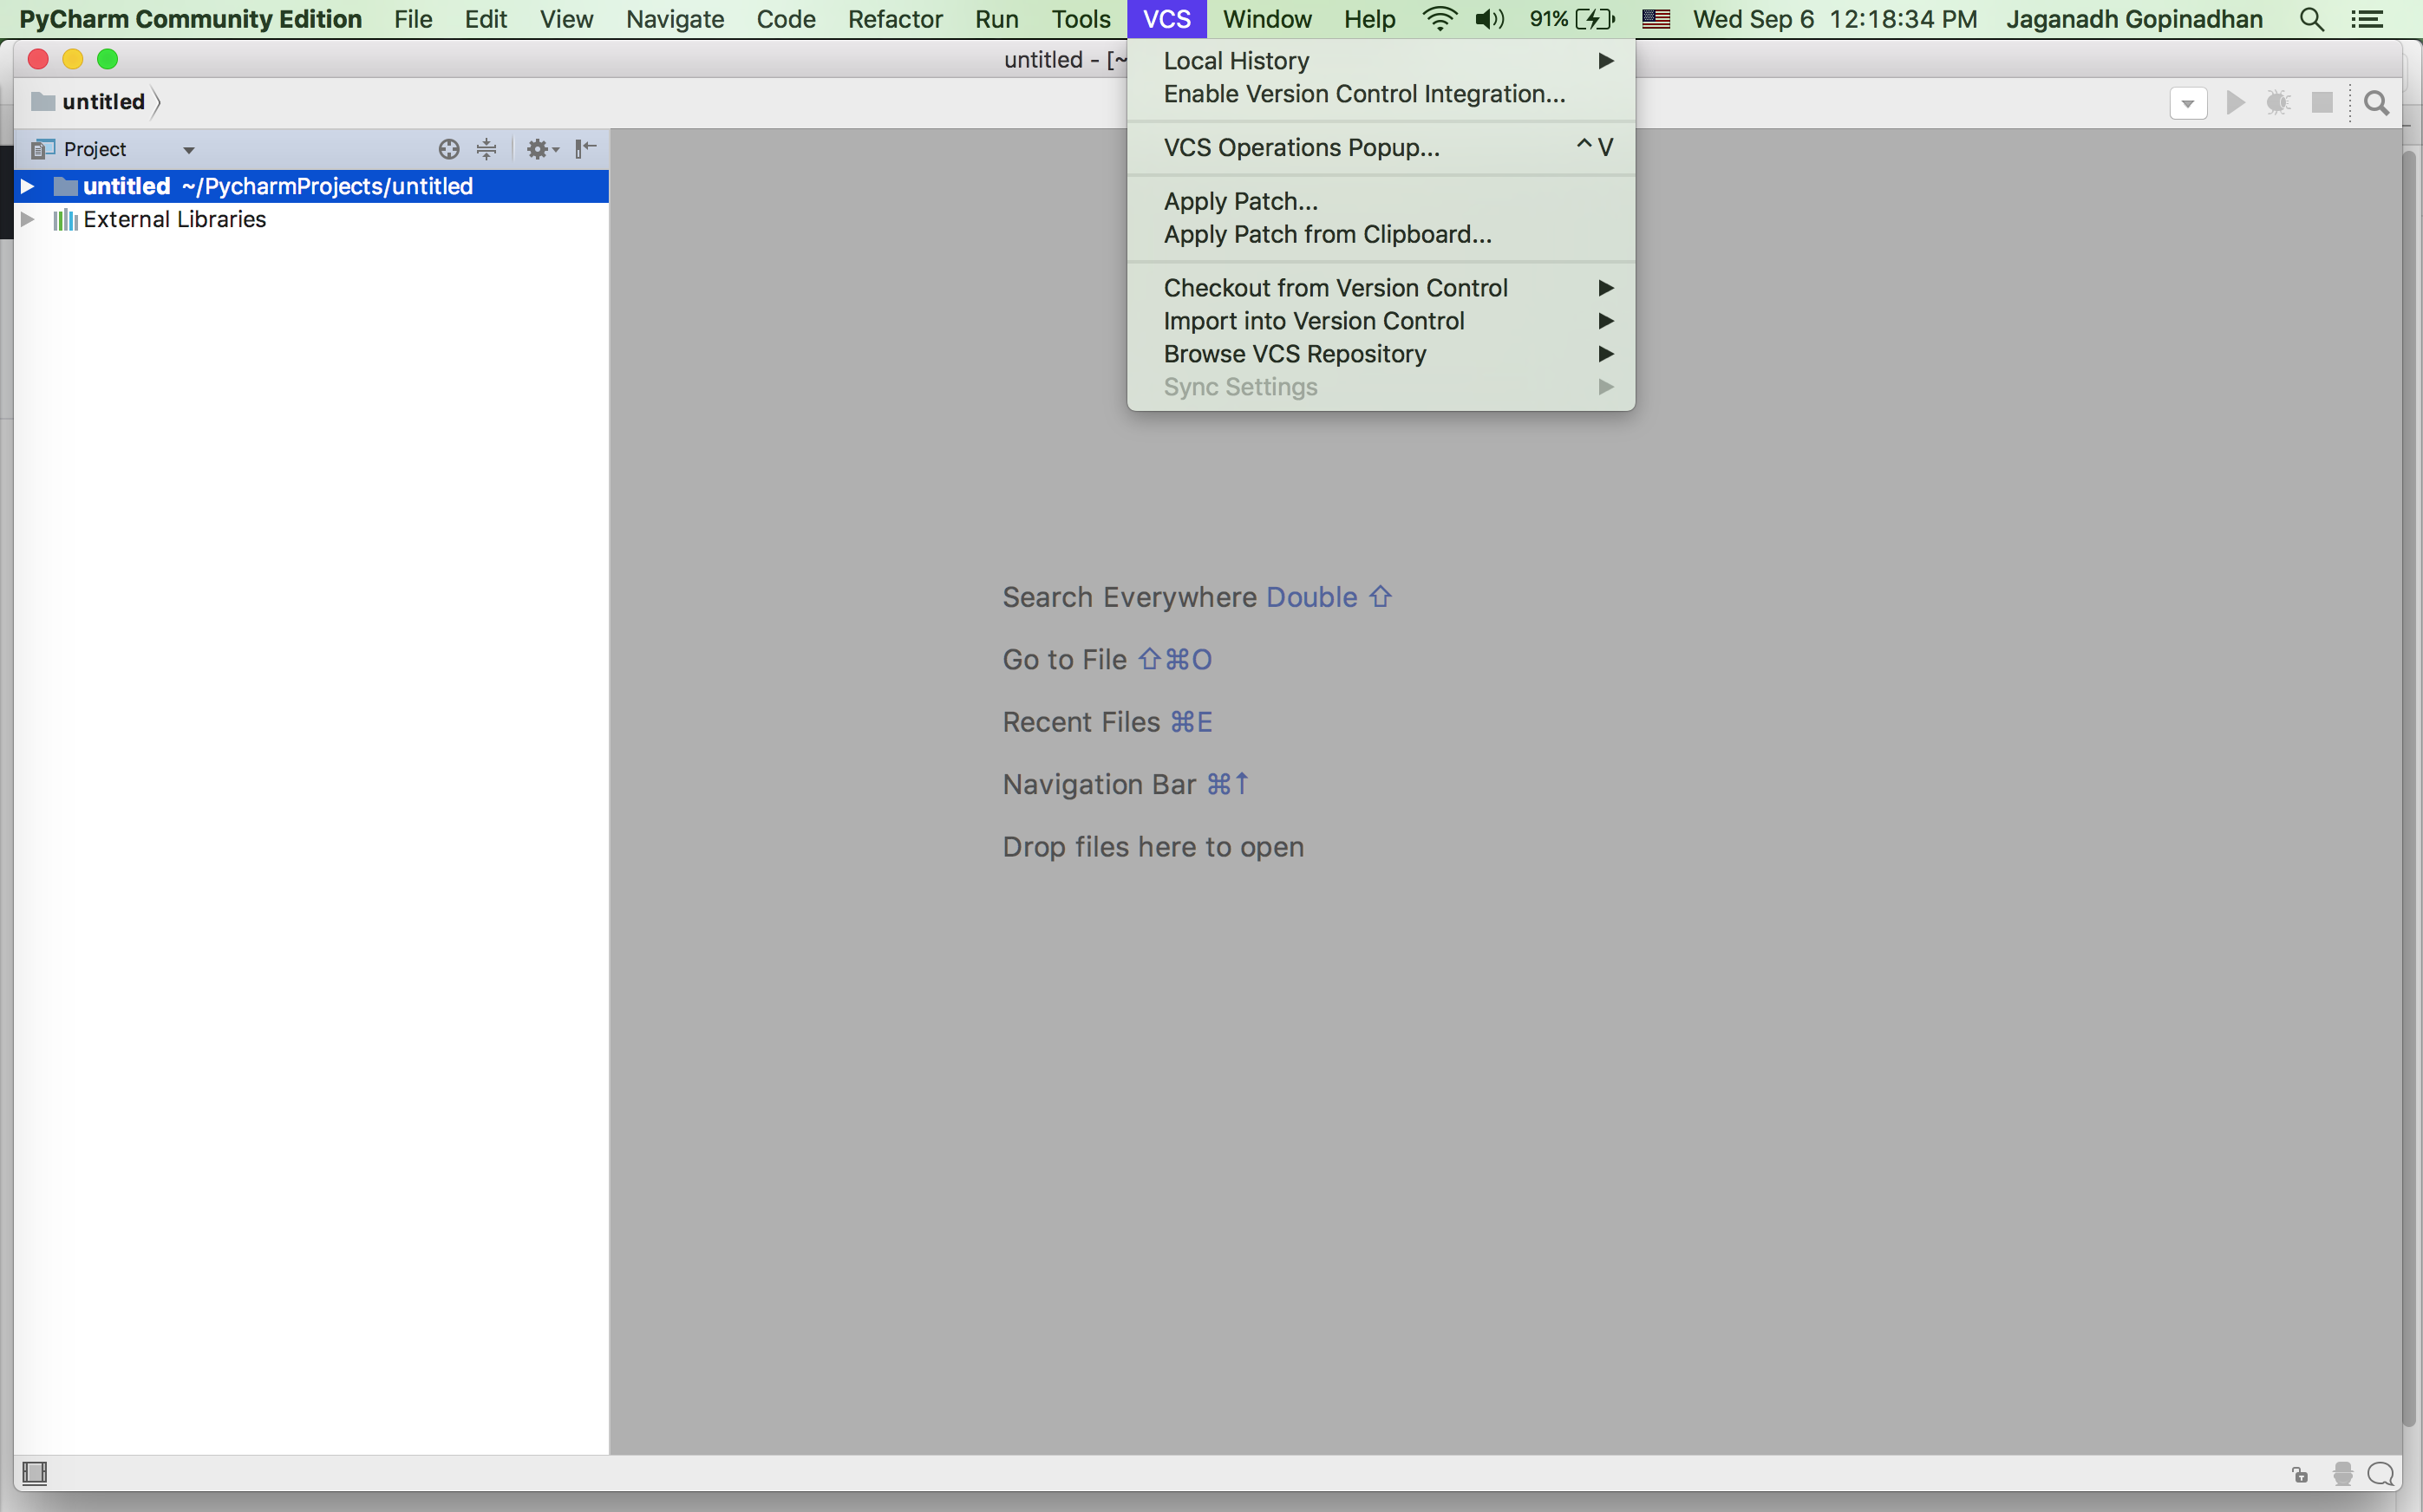 PyCharm Community Edition File Edit View Navigate Code Refactor Run Tools VCS Window Help 91% Wed Sep 6 12:18:34 PM Jaganadh Gopinadhan
untitled - [~
untitled
Project
untitled ~/PycharmProjects/untitled
External Libraries
Local History
Enable Version Control Integration...
VCS Operations Popup... ^ V
Apply Patch...
Apply Patch from Clipboard...
Checkout from Version Control
Import into Version Control
Browse VCS Repository
Sync Settings
Search Everywhere Double ⇧
Go to File ⇧⌘O
Recent Files ⌘E
Navigation Bar ⌘↑
Drop files here to open